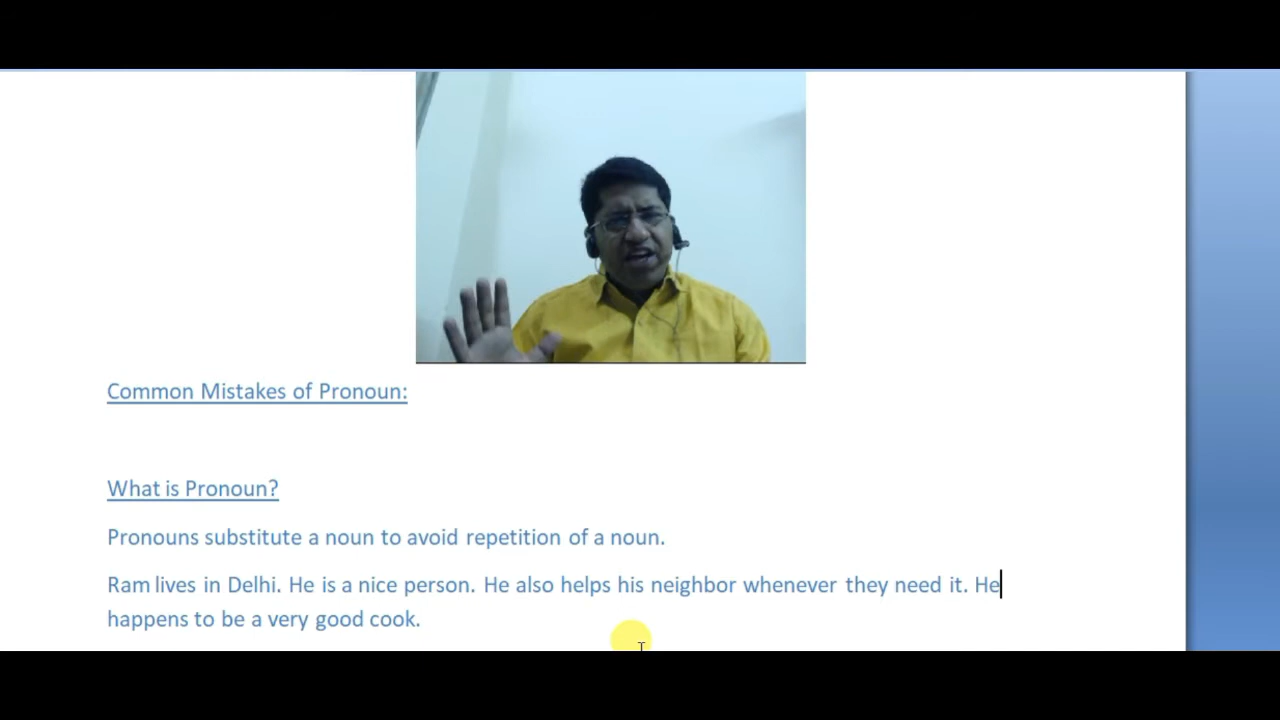 Common Mistakes of Pronoun:
What is Pronoun?
Pronouns substitute a noun to avoid repetition of a noun.
Ram lives in Delhi. He is a nice person. He also helps his neighbor whenever they need it. He
happens to be a very good cook.